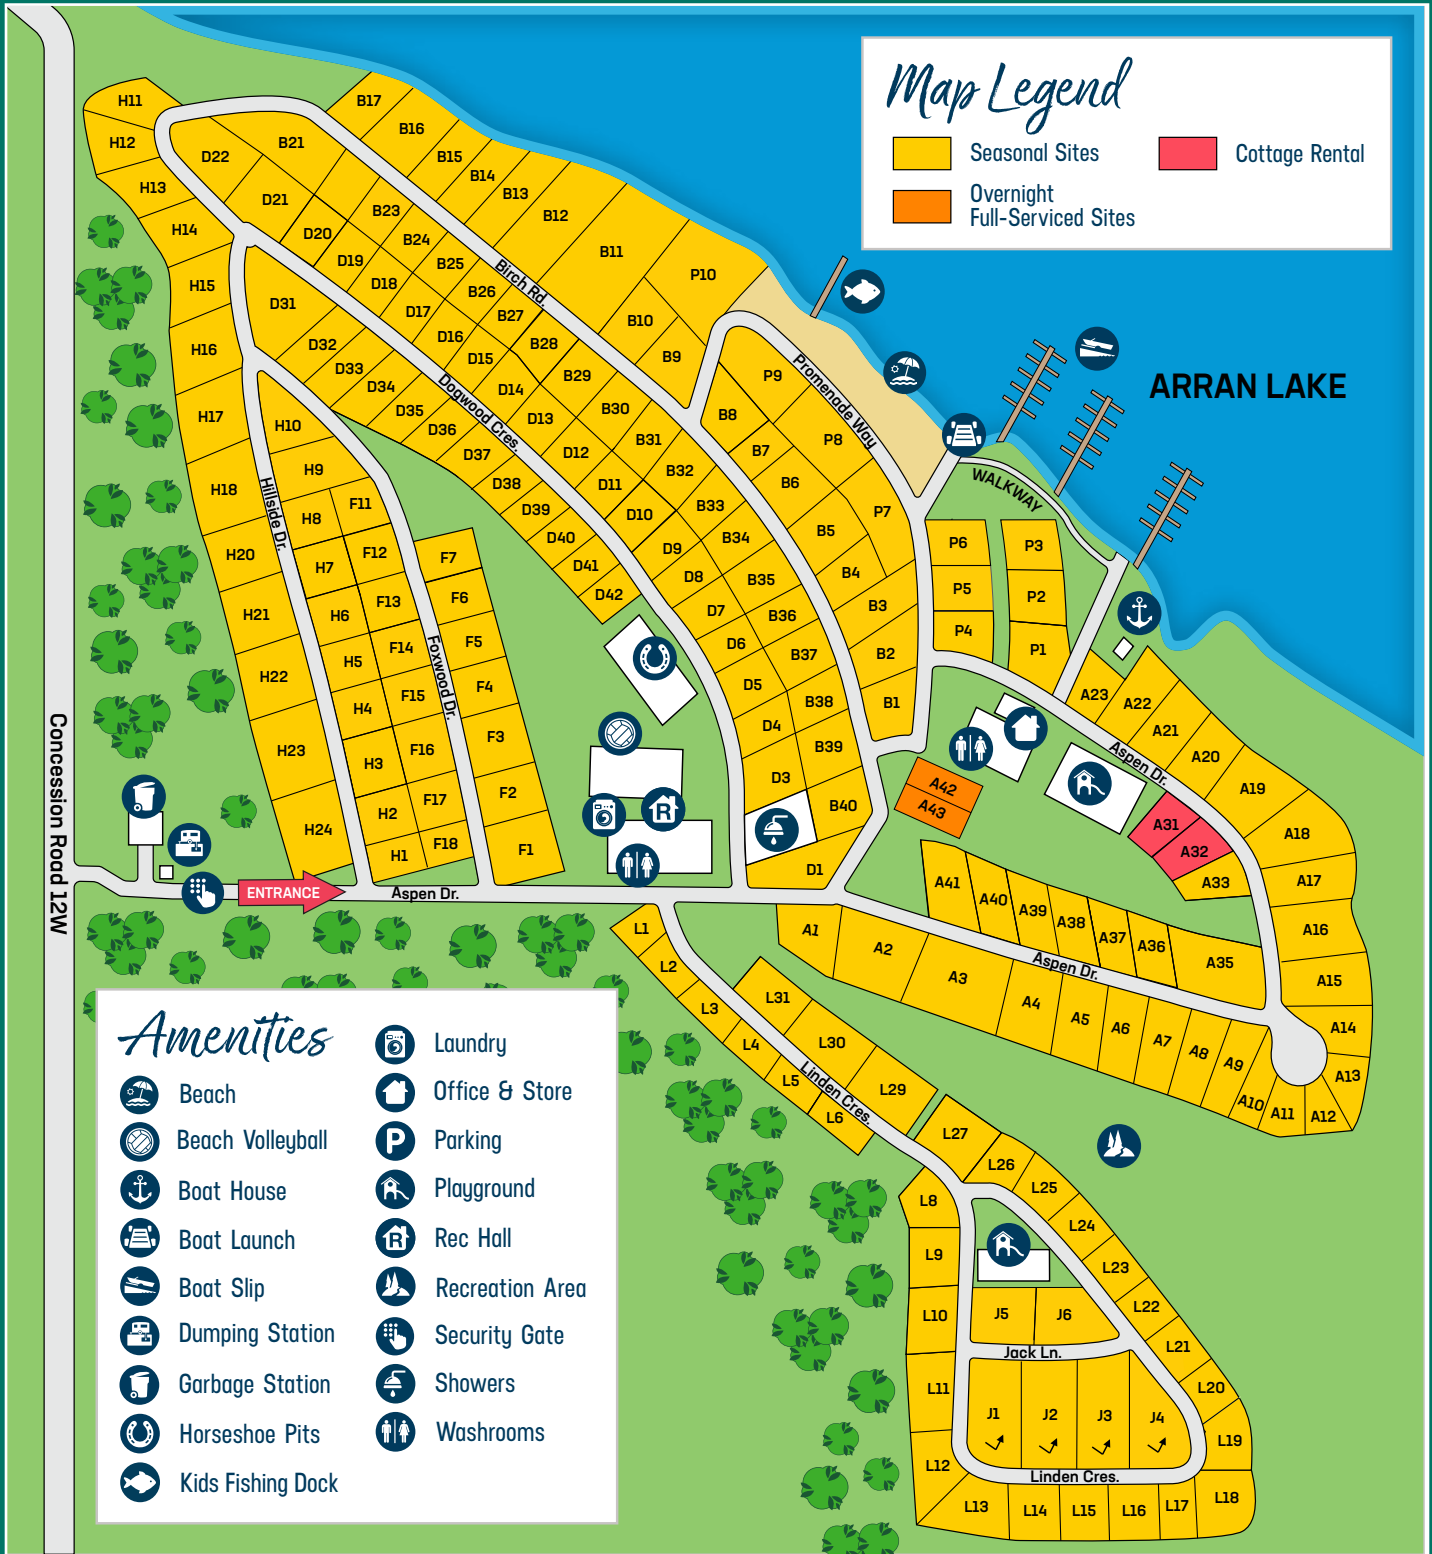 Map Legend
Seasonal Sites
Cottage Rental
Overnight
Full-Serviced Sites
ARRAN LAKE
WALKWAY
Promenade Way
Birch Rd.
Dogwood Cres.
Hillside Dr.
Foxwood Dr.
Concession Road 12W
ENTRANCE
Aspen Dr.
Aspen Dr.
Aspen Dr.
Linden Cres.
Jack Ln.
Linden Cres.
H11
H12
H13
H14
H15
H16
H17
H18
H20
H21
H22
H23
H24
H10
H9
H8
H7
H6
H5
H4
H3
H2
H1
F11
F12
F13
F14
F15
F16
F17
F18
F7
F6
F5
F4
F3
F2
F1
B17
B16
B15
B14
B13
B12
B11
B10
B9
P10
B21
B23
B24
B25
B26
B27
B28
B29
B30
B31
B32
B33
B34
B35
B36
B37
B38
B39
B40
D22
D21
D20
D19
D18
D17
D16
D15
D14
D13
D12
D11
D10
D9
D8
D7
D6
D5
D4
D3
D1
D31
D32
D33
D34
D35
D36
D37
D38
D39
D40
D41
D42
P9
P8
P7
B8
B7
B6
B5
B4
B3
B2
B1
P6
P5
P4
P3
P2
P1
A23
A22
A21
A20
A19
A18
A17
A16
A15
A14
A13
A12
A11
A10
A9
A8
A7
A6
A5
A4
A3
A2
A1
A31
A32
A33
A42
A43
A41
A40
A39
A38
A37
A36
A35
L1
L2
L3
L4
L5
L6
L31
L30
L29
L27
L26
L25
L24
L23
L22
L21
L20
L19
L18
L17
L16
L15
L14
L13
L12
L11
L10
L9
L8
J5
J6
J1
J2
J3
J4
R
Amenities
Beach
Beach Volleyball
Boat House
Boat Launch
Boat Slip
Dumping Station
Garbage Station
Horseshoe Pits
Kids Fishing Dock
Laundry
Office & Store
P
Parking
Playground
R
Rec Hall
Recreation Area
Security Gate
Showers
Washrooms